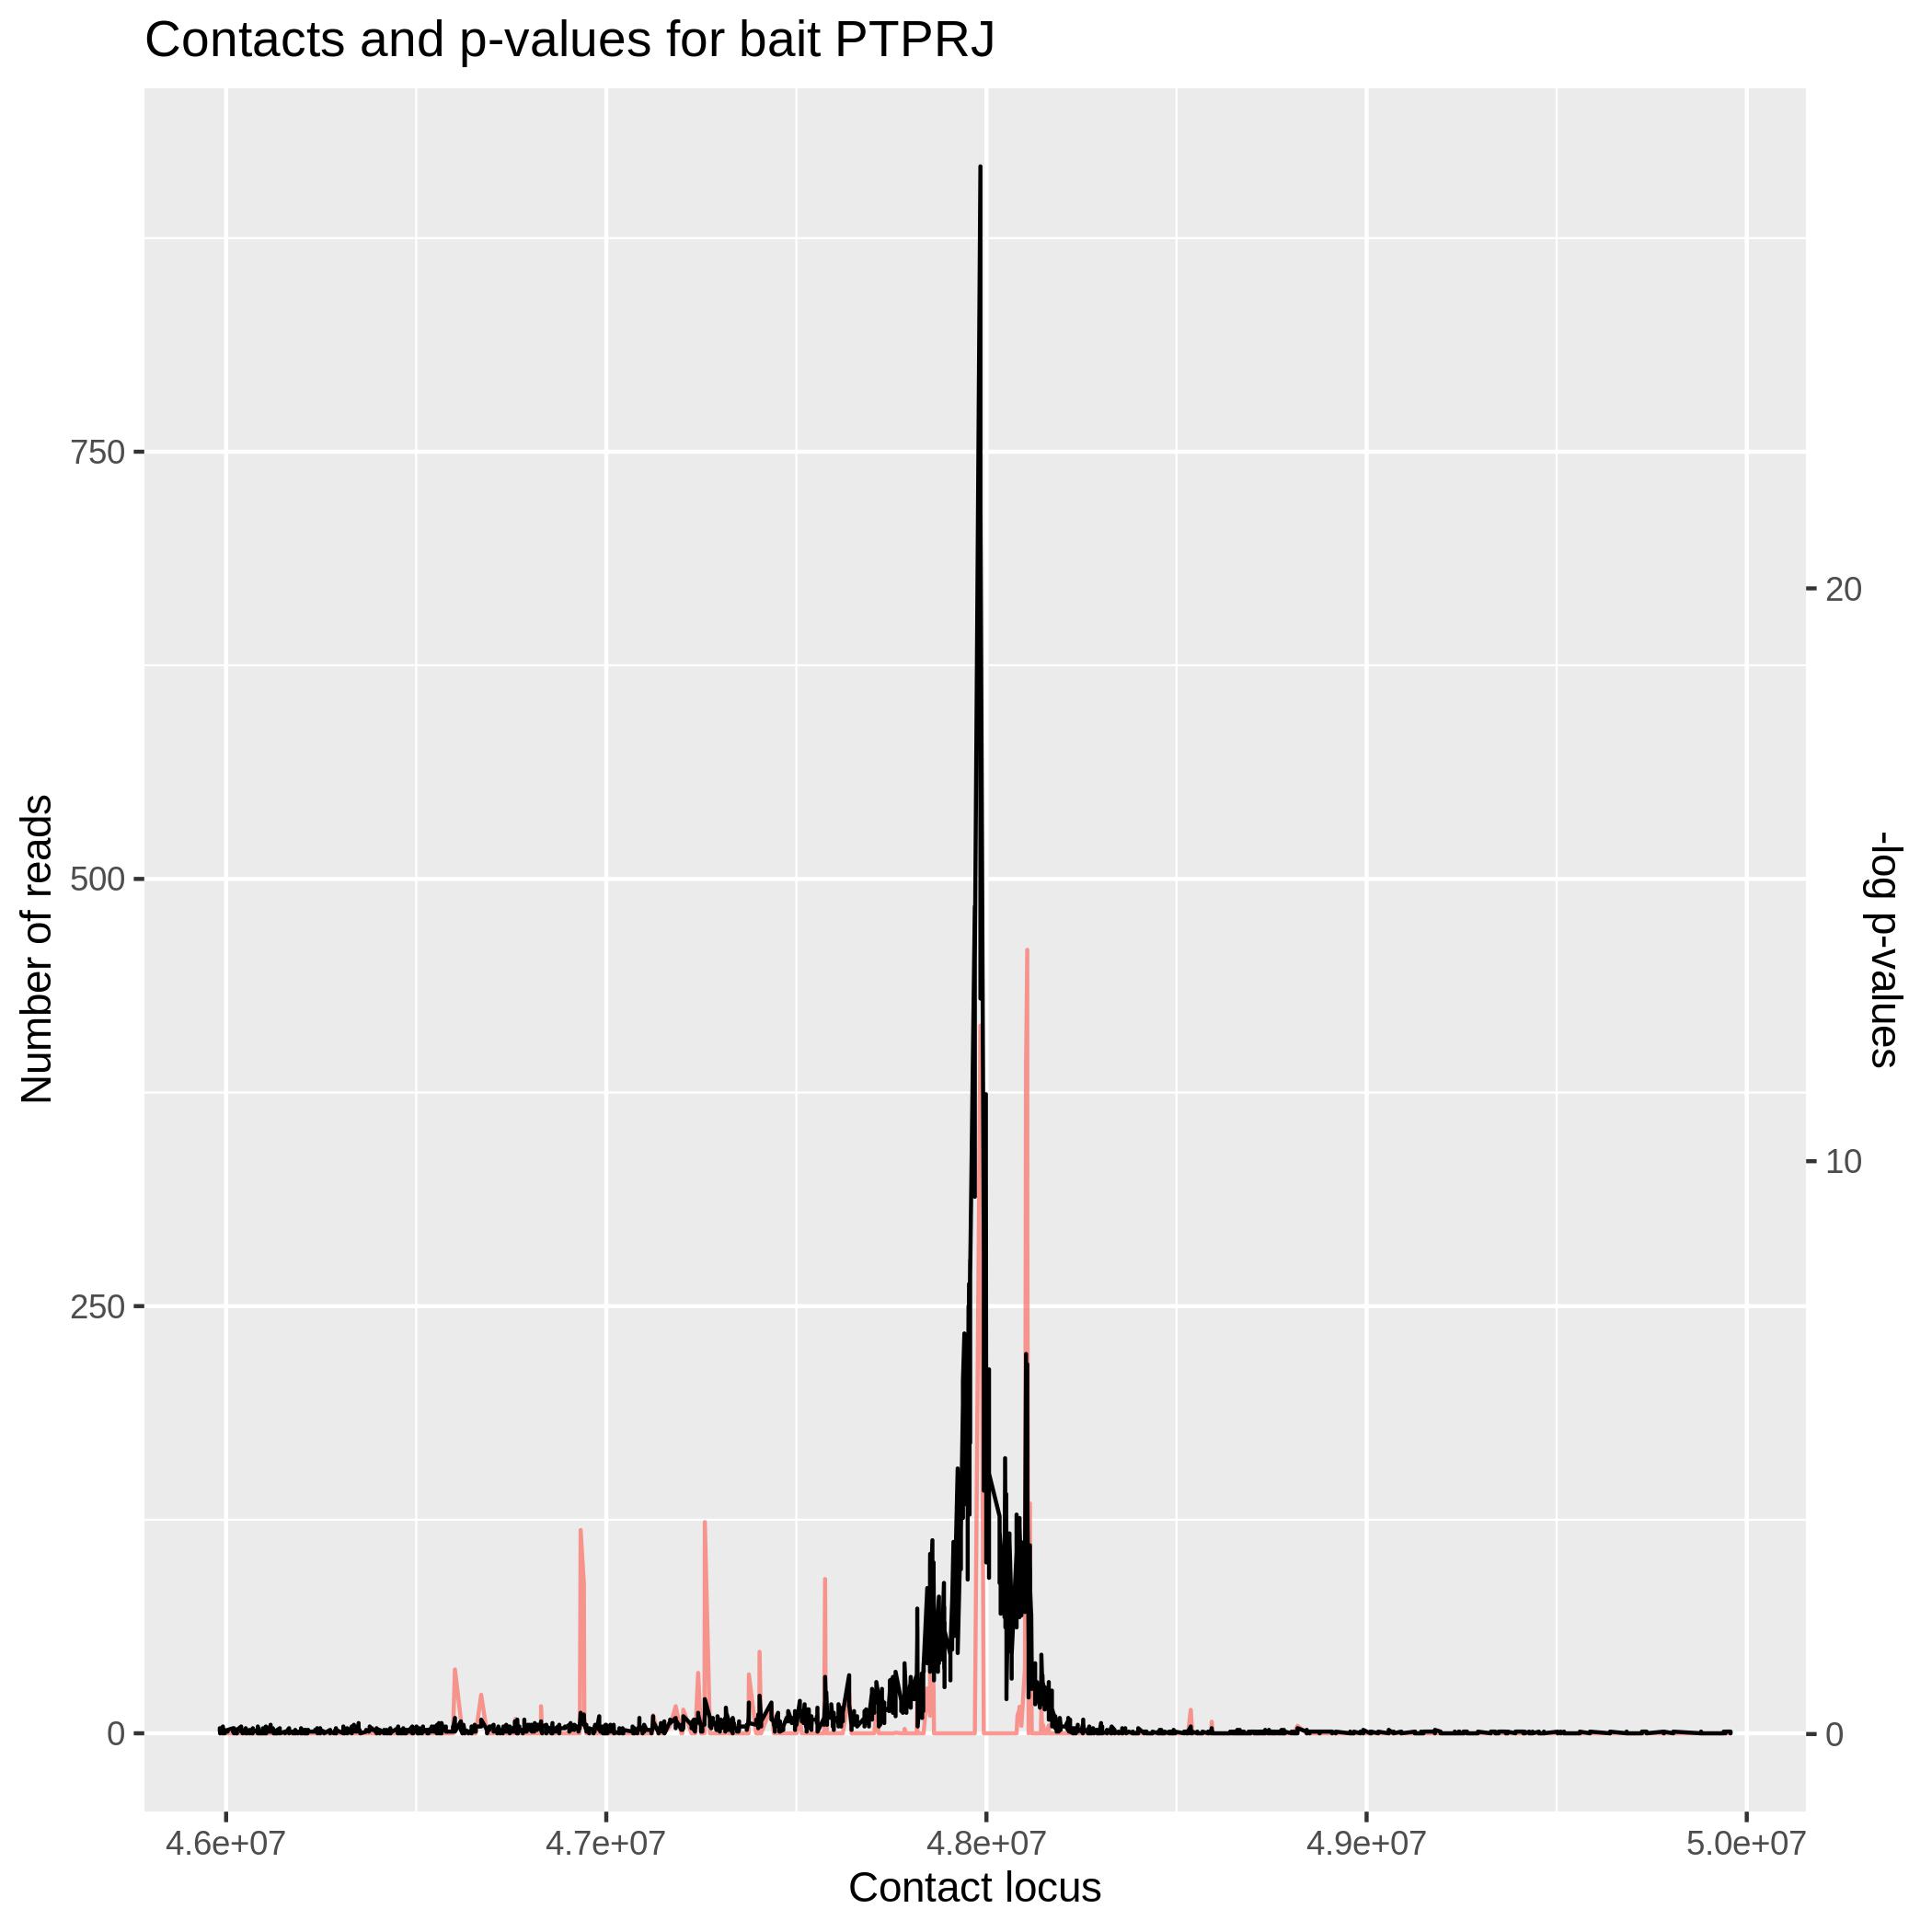 Contacts and p-values for bait PTPRJ
Number of reads
750
500
250
0
20
10
0
-log p-values
4.6e+07 4.7e+07 4.8e+07 4.9e+07 5.0e+07
Contact locus